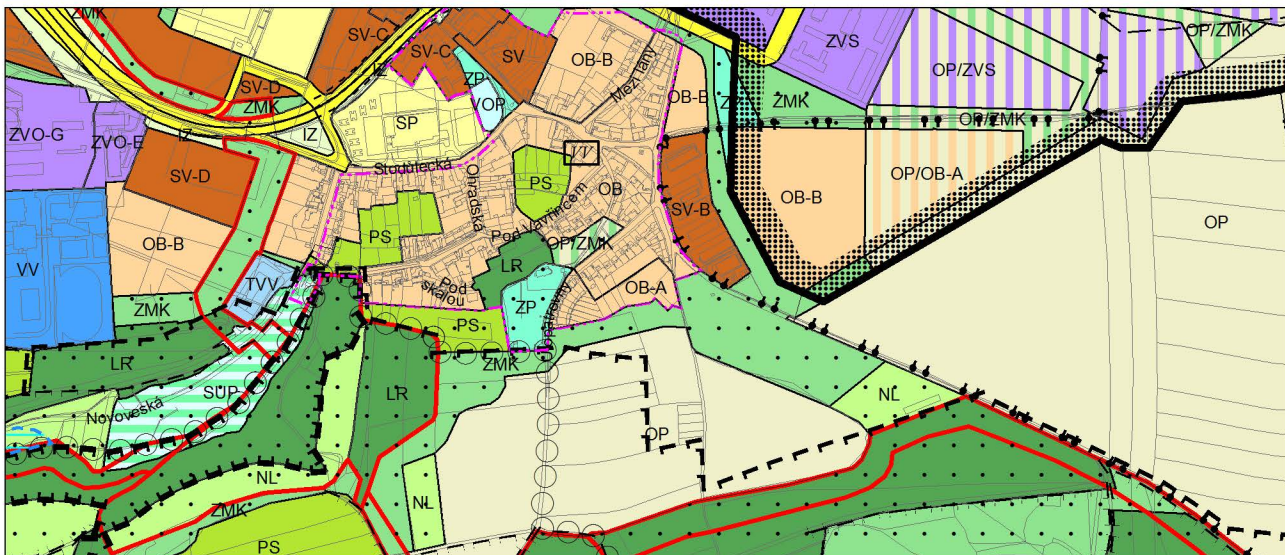 ZMK
SV-C
IZ
SV-C
SV
ZP
VOP
OB-B
Mezi lány
ZVS
OP/ZVS
OP/ZMK
SV-D
ZMK
IZ
IZ
SP
OB-B
ZP
ZMK
OP/ZMK
ZVO-G
ZVO-E
SV-D
Stodůlecká
Ohradská
PS
VV
OB
OP/OB-A
OB-B
SV-B
OB-B
PS
Pod Vavřincem
OP/ZMK
OP
VV
TVV
LR
Pod skalou
ZP
OB-A
ZMK
PS
LR
ZMK
LR
SUP
Novoveská
NL
OP
NL
ZMK
NL
PS